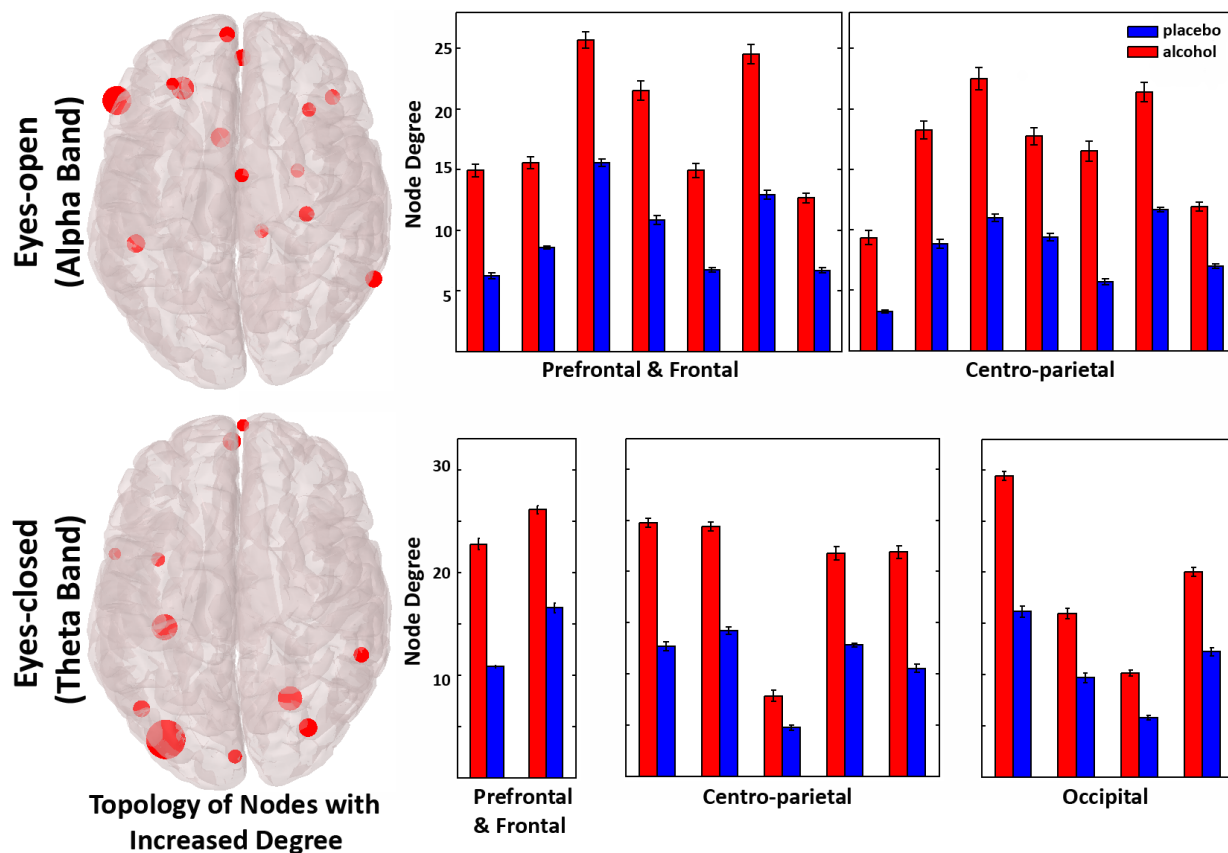 Eyes-open
(Alpha Band)
Node Degree
25
20
15
10
5
placebo
alcohol
Prefrontal & Frontal
Centro-parietal
Eyes-closed
(Theta Band)
Node Degree
30
20
10
Prefrontal
& Frontal
Centro-parietal
Occipital
Topology of Nodes with
Increased Degree